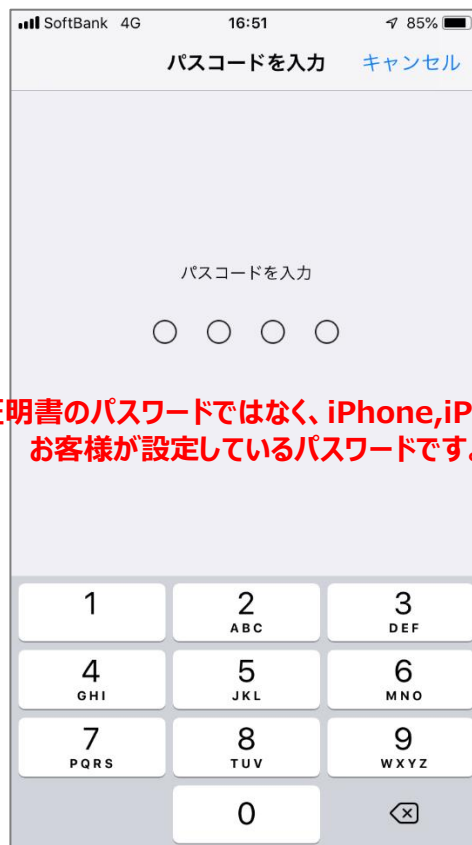 SoftBank 4G 16:51 85%
パスコードを入力 キャンセル
パスコードを入力
明書のパスワードではなく、iPhone,iP
お客様が設定しているパスワードです。
1 2 3
ABC DEF
4 5 6
GHI JKL MNO
7 8 9
PQRS TUV WXYZ
0